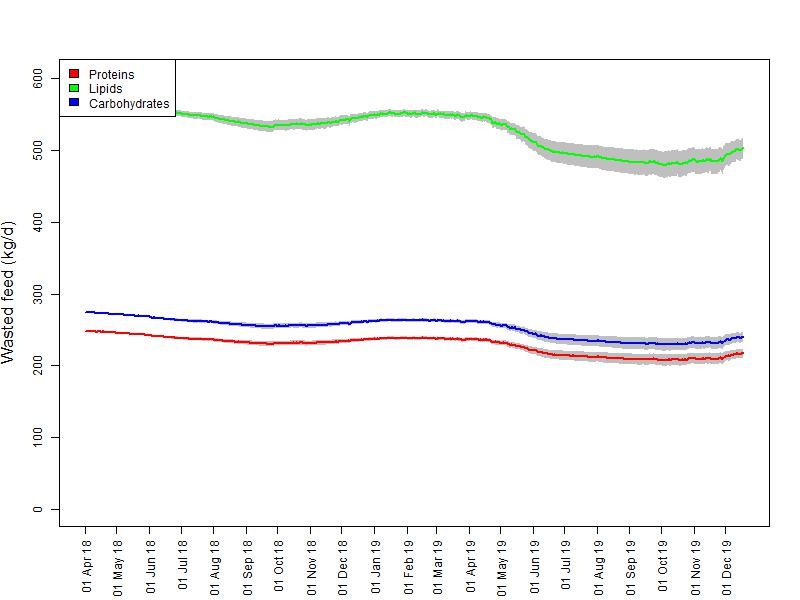 Proteins
Lipids
Carbohydrates
Wasted feed (kg/d)
600
500
400
300
200
100
0
01 Apr 18
01 May 18
01 Jun 18
01 Jul 18
01 Aug 18
01 Sep 18
01 Oct 18
01 Nov 18
01 Dec 18
01 Jan 19
01 Feb 19
01 Mar 19
01 Apr 19
01 May 19
01 Jun 19
01 Jul 19
01 Aug 19
01 Sep 19
01 Oct 19
01 Nov 19
01 Dec 19